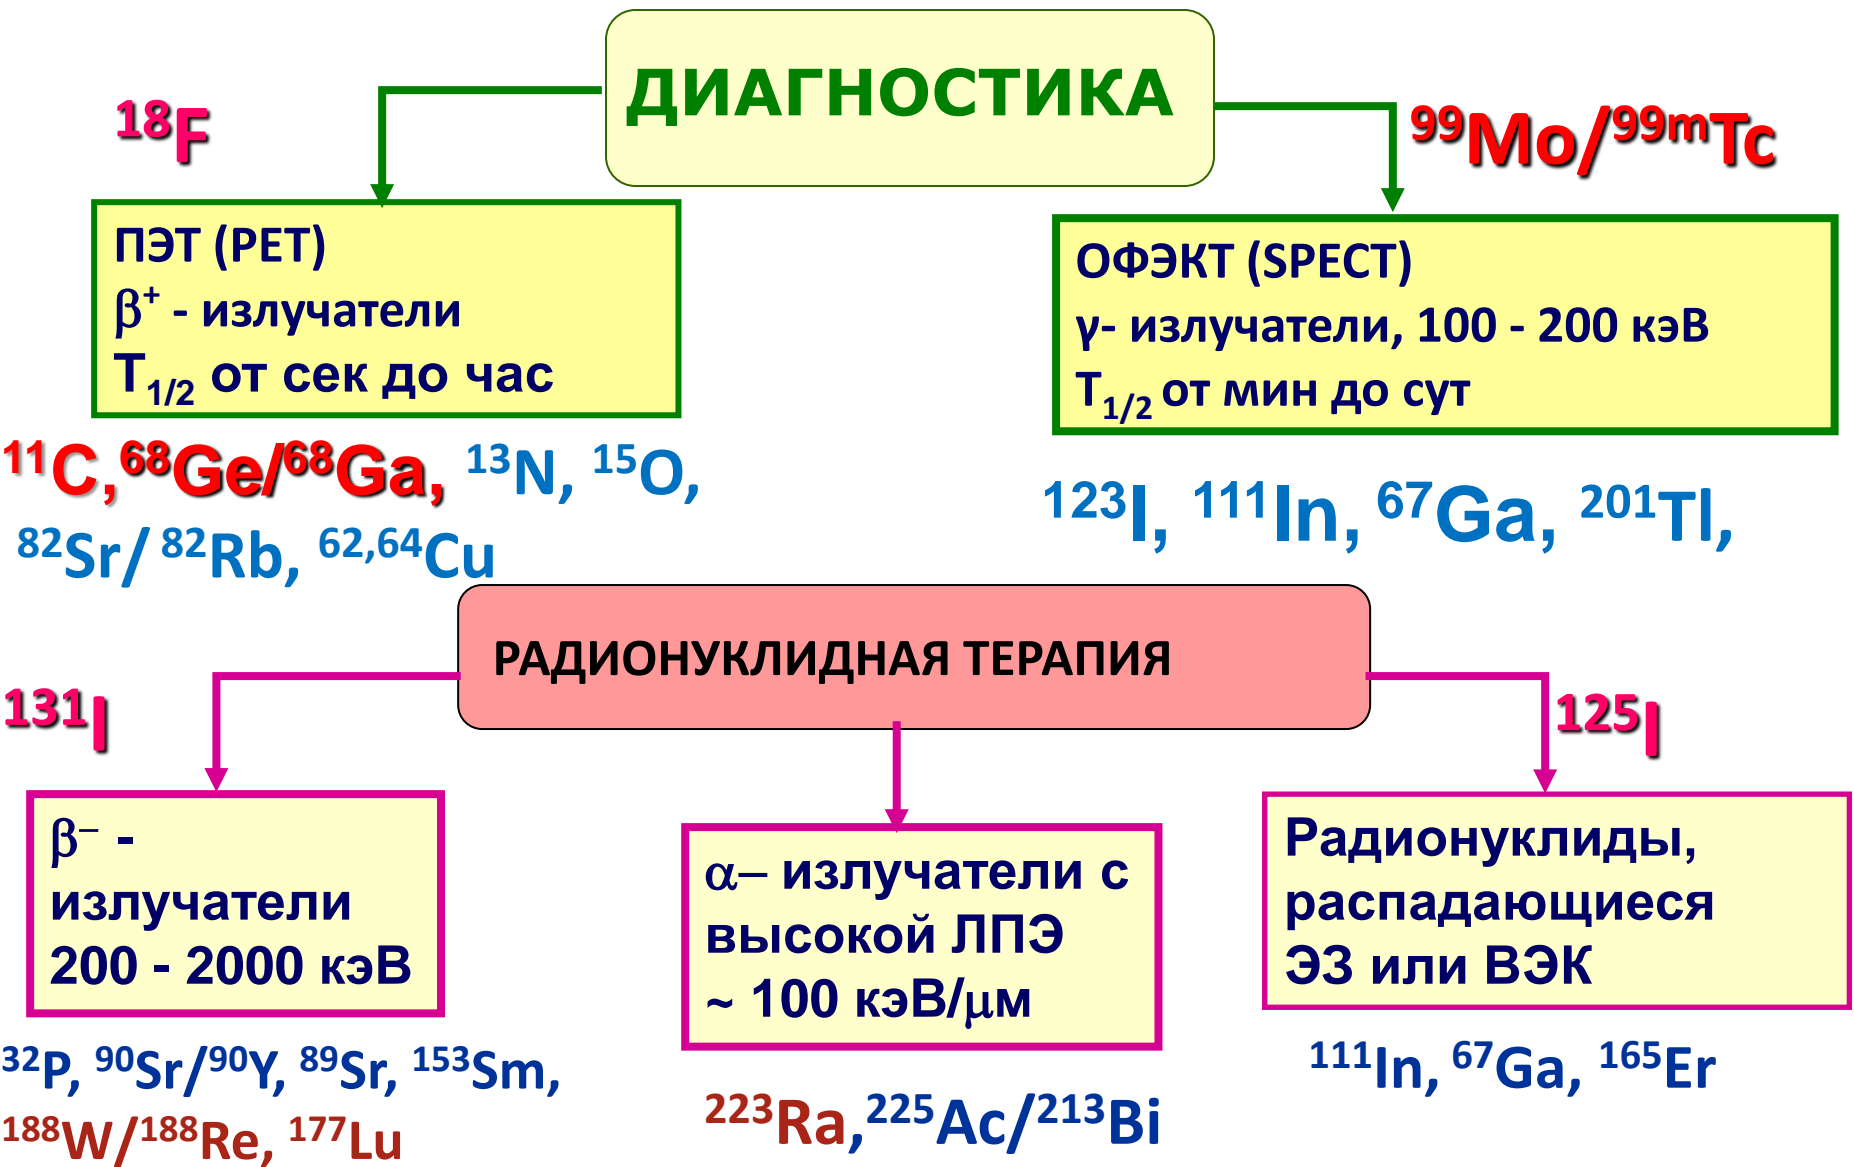 ДИАГНОСТИКА
¹⁸F
⁹⁹Mo/⁹⁹ᵐTc
ПЭТ (PET)
β⁺ - излучатели
T₁/₂ от сек до час
ОФЭКТ (SPECT)
γ- излучатели, 100 - 200 кэВ
T₁/₂ от мин до сут
¹¹C, ⁶⁸Ge/⁶⁸Ga, ¹³N, ¹⁵O,
⁸²Sr/ ⁸²Rb, ⁶²,⁶⁴Cu
¹²³I, ¹¹¹In, ⁶⁷Ga, ²⁰¹Tl,
РАДИОНУКЛИДНАЯ ТЕРАПИЯ
¹³¹I
¹²⁵I
β⁻ -
излучатели
200 - 2000 кэВ
α– излучатели с
высокой ЛПЭ
~ 100 кэВ/μм
Радионуклиды,
распадающиеся
ЭЗ или ВЭК
³²P, ⁹⁰Sr/⁹⁰Y, ⁸⁹Sr, ¹⁵³Sm,
¹⁸⁸W/¹⁸⁸Re, ¹⁷⁷Lu
²²³Ra, ²²⁵Ac/²¹³Bi
¹¹¹In, ⁶⁷Ga, ¹⁶⁵Er